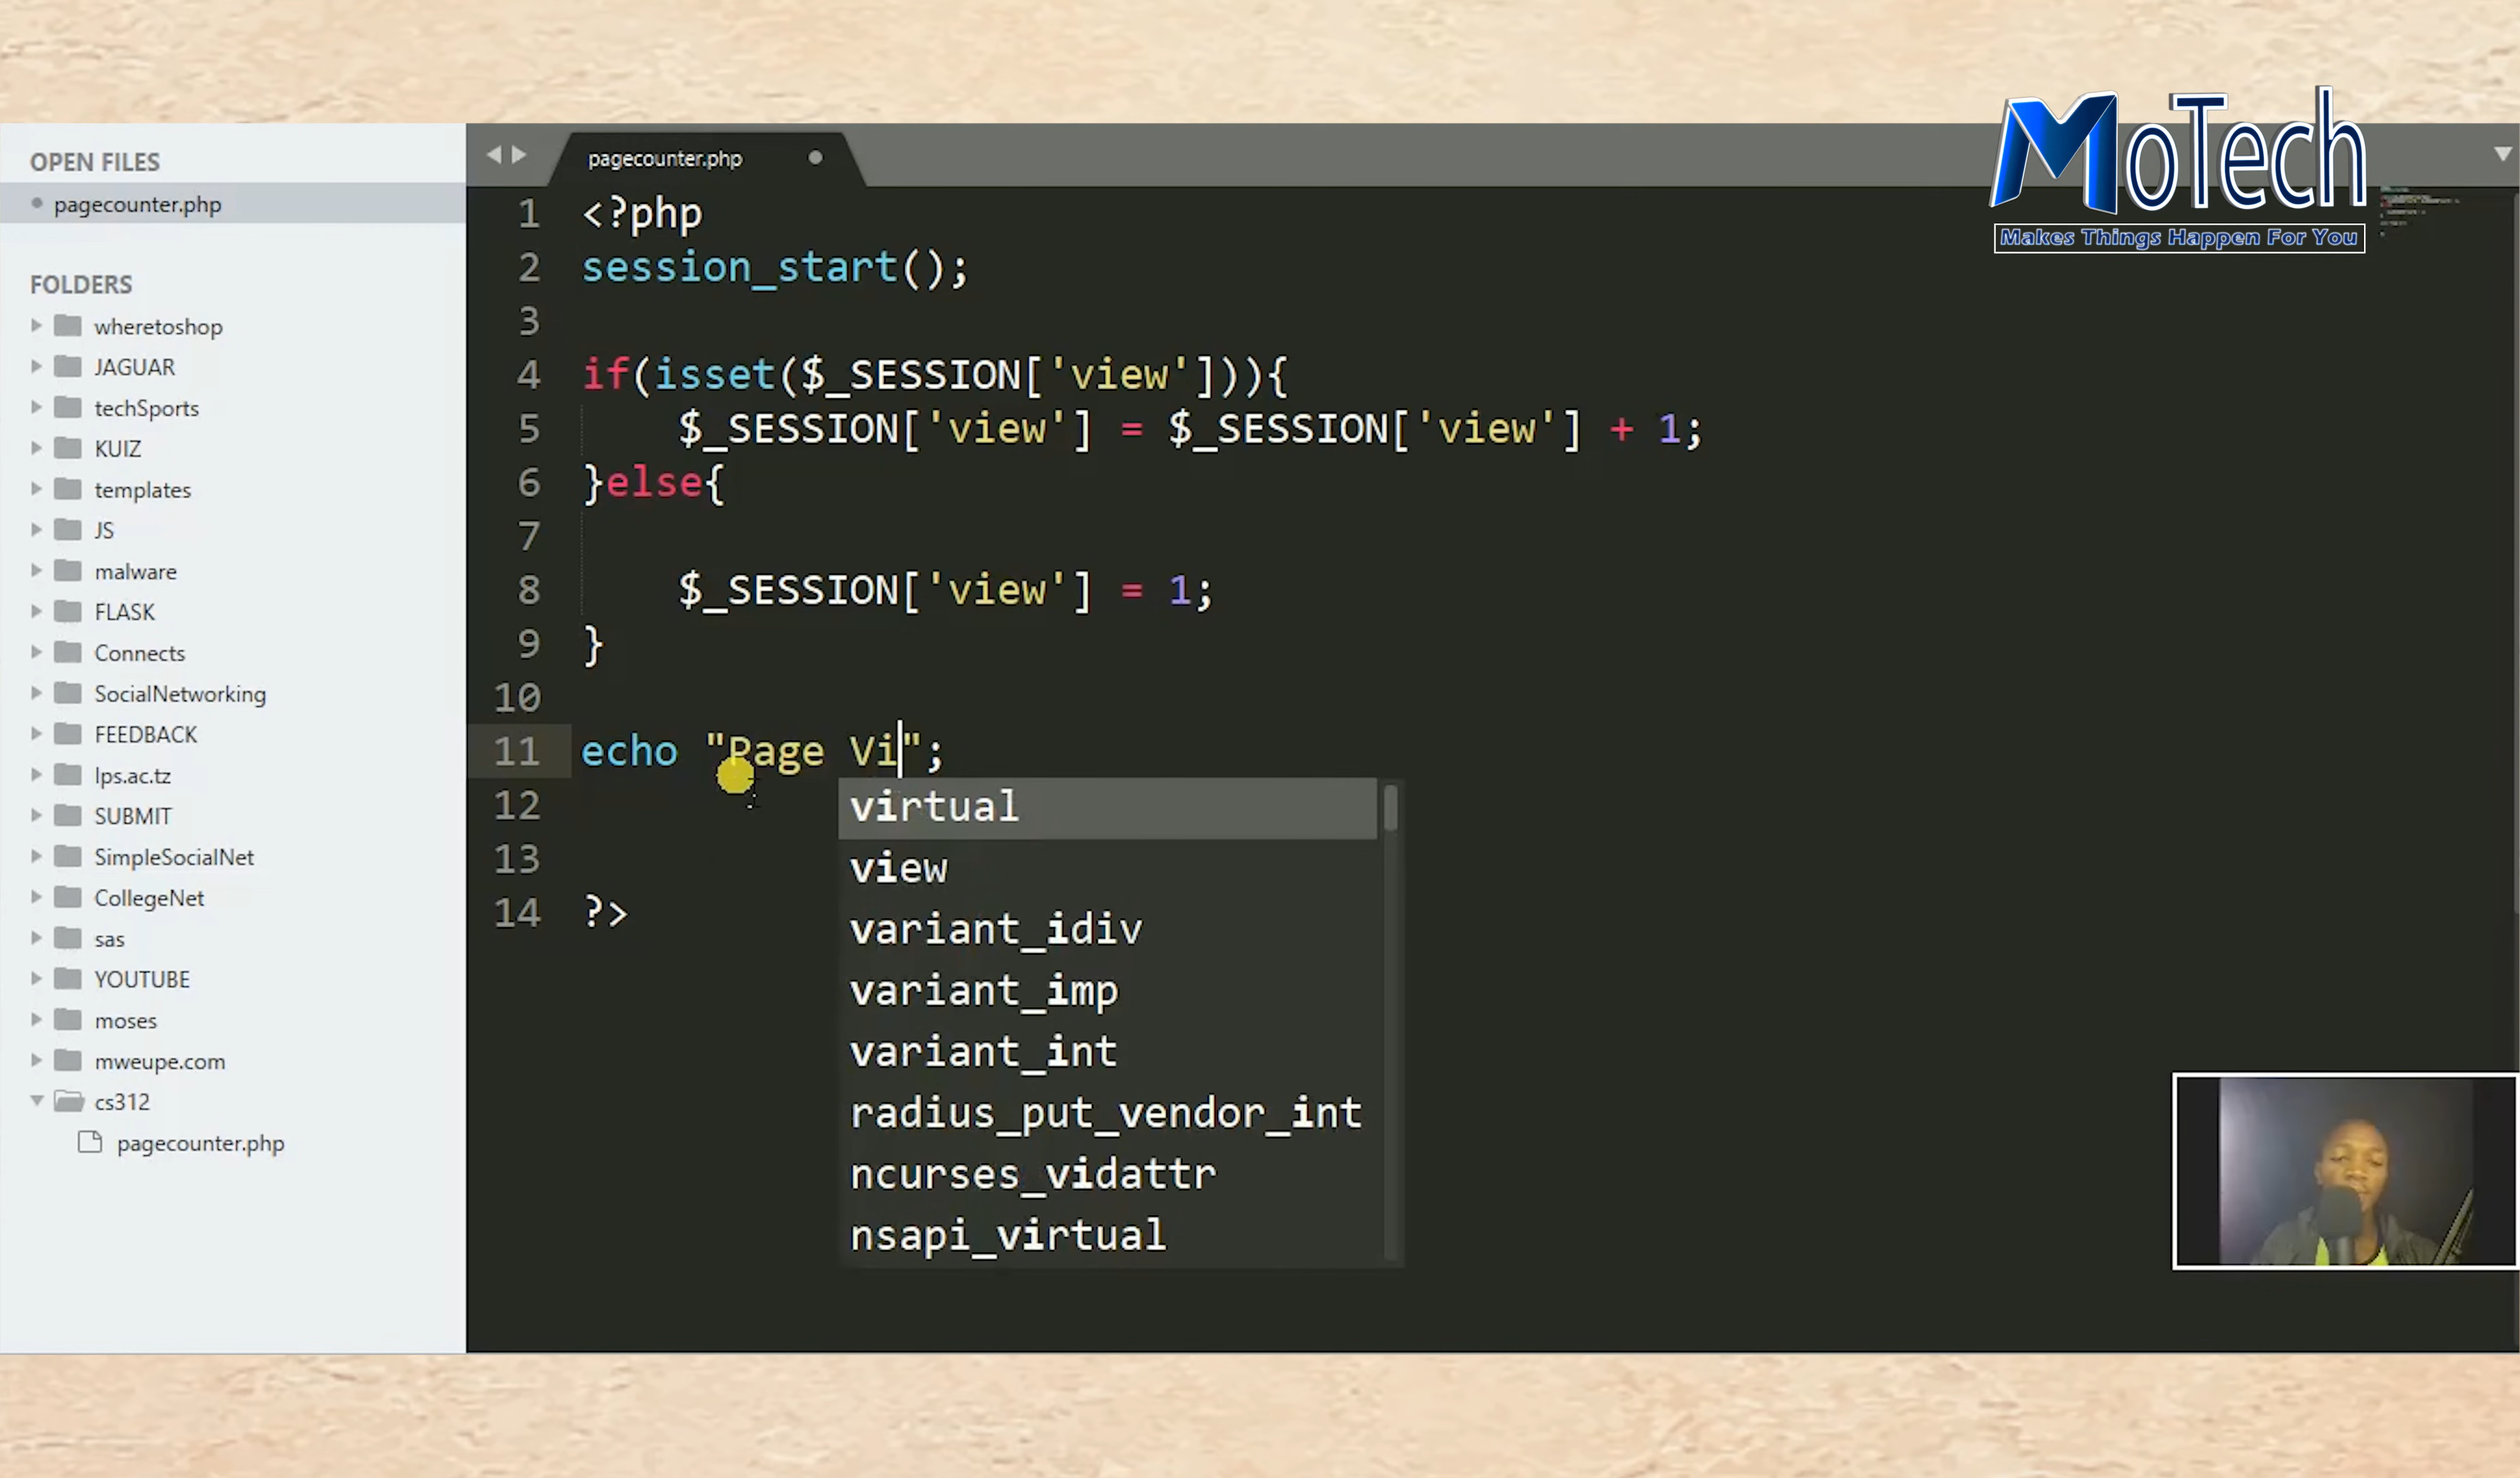 MoTech
Makes Things Happen For You
OPEN FILES
pagecounter.php
FOLDERS
wheretoshop
JAGUAR
techSports
KUIZ
templates
JS
malware
FLASK
Connects
SocialNetworking
FEEDBACK
lps.ac.tz
SUBMIT
SimpleSocialNet
CollegeNet
sas
YOUTUBE
moses
mweupe.com
cs312
pagecounter.php
pagecounter.php
1 <?php
2 session_start();
3
4 if(isset($_SESSION['view'])){
5 $_SESSION['view'] = $_SESSION['view'] + 1;
6 }else{
7
8 $_SESSION['view'] = 1;
9 }
10
11 echo "Page Vi";
12
13
14 ?>
virtual
view
variant_idiv
variant_imp
variant_int
radius_put_vendor_int
ncurses_vidattr
nsapi_virtual